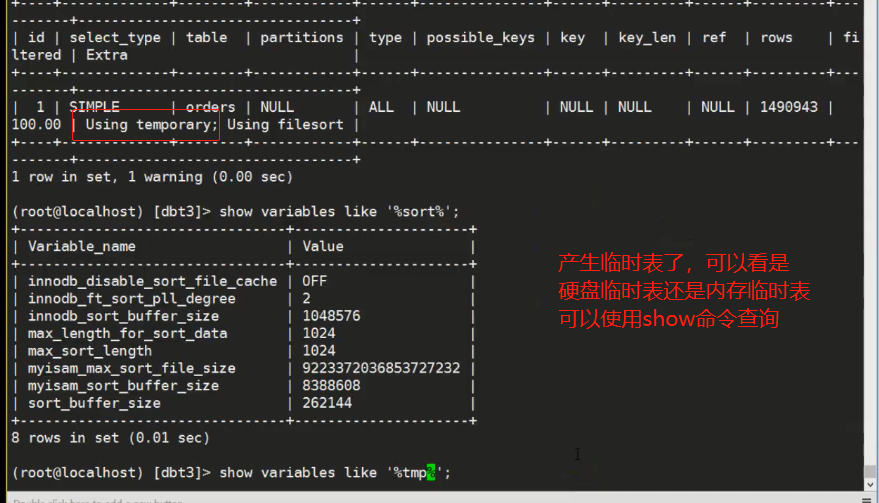 +----+-------------+--------+------------+------+---------------+------+---------+------+---------+---
-------+---------------------------------+
| id | select_type | table  | partitions | type | possible_keys | key  | key_len | ref  | rows    | fi
ltered | Extra                           |
+----+-------------+--------+------------+------+---------------+------+---------+------+---------+---
-------+---------------------------------+
|  1 | SIMPLE      | orders | NULL       | ALL  | NULL          | NULL | NULL    | NULL | 1490943 |
100.00 | Using temporary; Using filesort |
+----+-------------+--------+------------+------+---------------+------+---------+------+---------+---
-------+---------------------------------+
1 row in set, 1 warning (0.00 sec)
(root@localhost) [dbt3]> show variables like '%sort%';
+--------------------------------+---------------------+
| Variable_name                  | Value               |
+--------------------------------+---------------------+
| innodb_disable_sort_file_cache | OFF                 |
| innodb_ft_sort_pll_degree      | 2                   |
| innodb_sort_buffer_size        | 1048576             |
| max_length_for_sort_data       | 1024                |
| max_sort_length                | 1024                |
| myisam_max_sort_file_size      | 9223372036853727232 |
| myisam_sort_buffer_size        | 8388608             |
| sort_buffer_size               | 262144              |
+--------------------------------+---------------------+
8 rows in set (0.01 sec)
(root@localhost) [dbt3]> show variables like '%tmp%';
产生临时表了，可以看是
硬盘临时表还是内存临时表
可以使用show命令查询